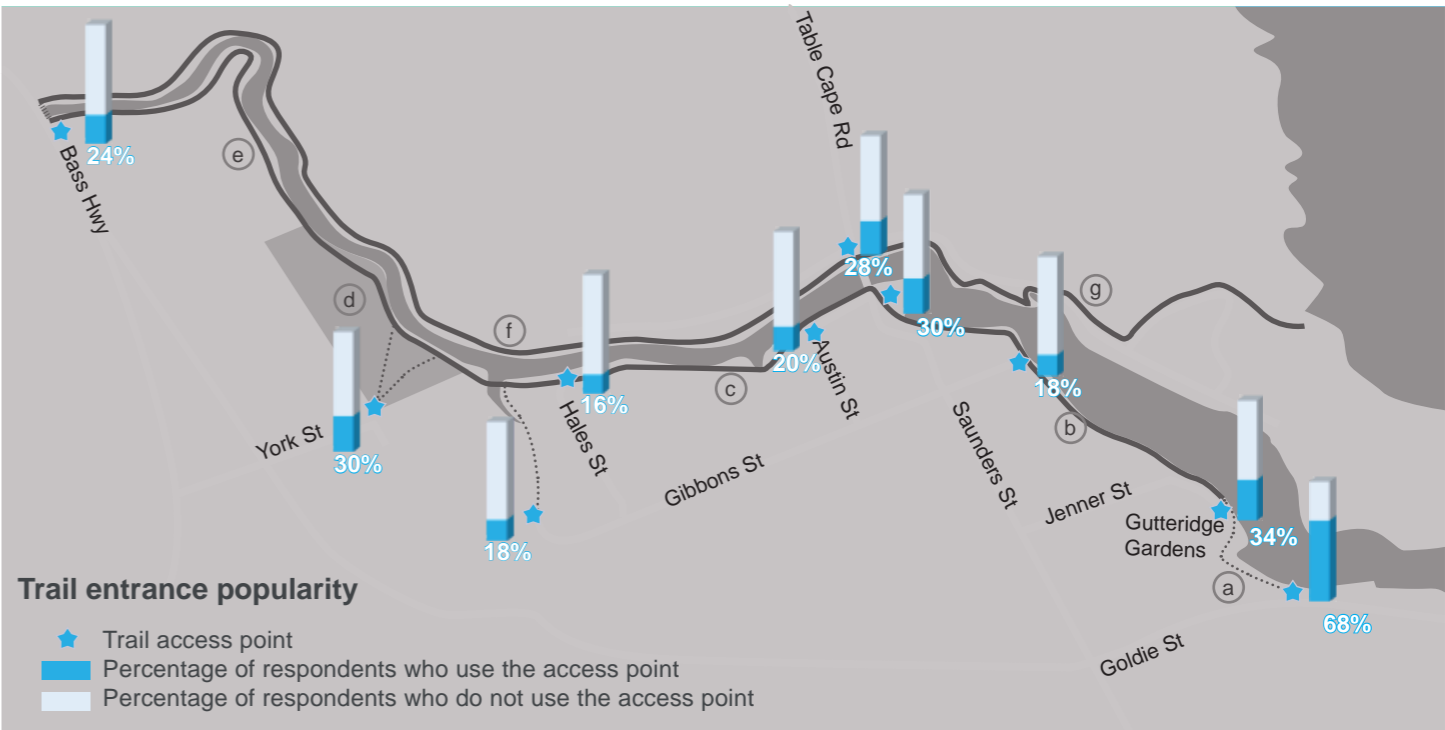 Table Cape Rd
24%
Bass Hwy
e
28%
g
d
30%
f
20%
Austin St
18%
16%
c
Hales St
Saunders St
b
York St
30%
Gibbons St
Jenner St
Gutteridge
Gardens
34%
18%
a
68%
Goldie St
Trail entrance popularity
Trail access point
Percentage of respondents who use the access point
Percentage of respondents who do not use the access point